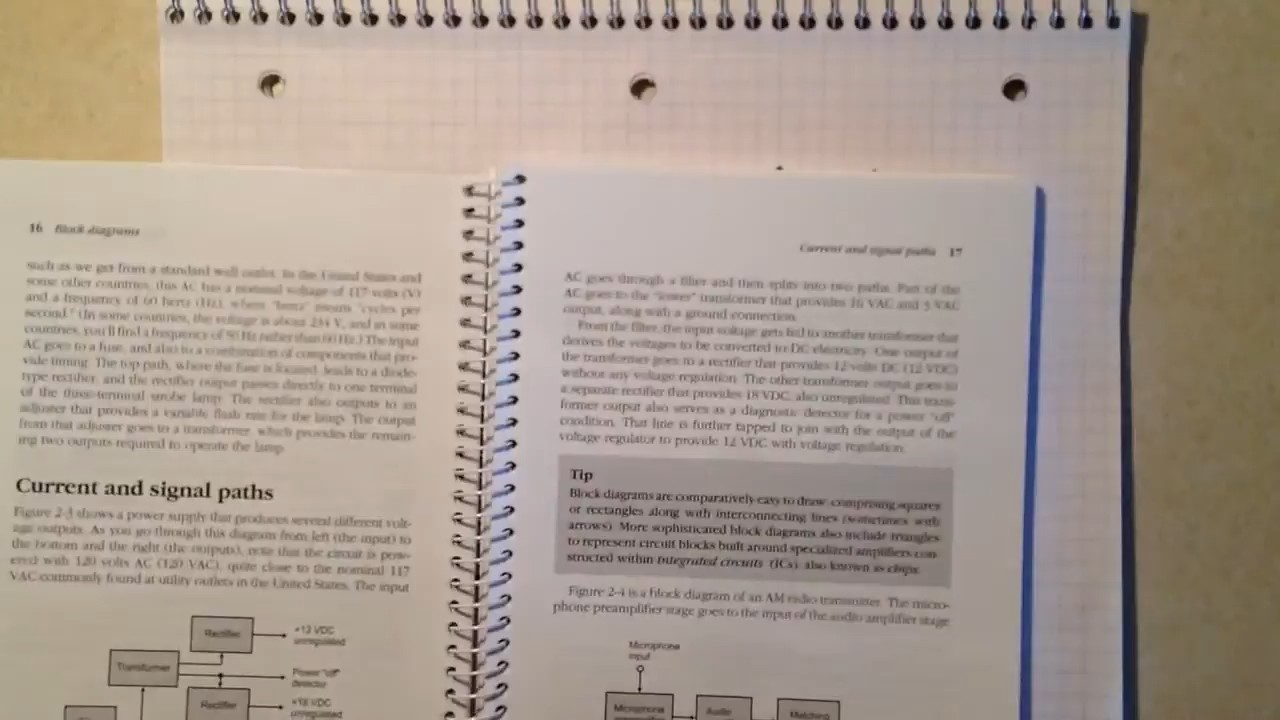 16 Block diagrams
such as we get from a standard wall outlet. In the United States and
some other countries, this AC has a nominal voltage of 117 volts (V)
and a frequency of 60 hertz (Hz), where "hertz" means "cycles per
second." (In some countries, the voltage is about 234 V, and in some
countries, you'll find a frequency of 50 Hz rather than 60 Hz.) The input
AC goes to a fuse, and also to a combination of components that pro-
vide timing. The top path, where the fuse is located, leads to a diode-
type rectifier, and the rectifier output passes directly to one terminal
of the three-terminal strobe lamp. The rectifier also outputs to an
adjuster that provides a variable flash rate for the lamp. The output
from that adjuster goes to a transformer, which provides the remain-
ing two outputs required to operate the lamp.
Current and signal paths
Figure 2-3 shows a power supply that produces several different volt-
age outputs. As you go through this diagram from left (the input) to
the bottom and the right (the outputs), note that the circuit is pow-
ered with 120 volts AC (120 VAC), quite close to the nominal 117
VAC commonly found at utility outlets in the United States. The input
Rectifier
+12 VDC
unregulated
Transformer
Power "off"
detector
Rectifier
+18 VDC
unregulated
Current and signal paths 17
AC goes through a filter and then splits into two paths. Part of the
AC goes to the "lower" transformer that provides 16 VAC and 5 VAC
output, along with a ground connection.
From the filter, the input voltage gets fed to another transformer that
derives the voltages to be converted to DC electricity. One output of
the transformer goes to a rectifier that provides 12 volts DC (12 VDC)
without any voltage regulation. The other transformer output goes to
a separate rectifier that provides 18 VDC, also unregulated. This trans-
former output also serves as a diagnostic detector for a power "off"
condition. That line is further tapped to join with the output of the
voltage regulator to provide 12 VDC with voltage regulation.
Tip
Block diagrams are comparatively easy to draw, comprising squares
or rectangles along with interconnecting lines (sometimes with
arrows). More sophisticated block diagrams also include triangles
to represent circuit blocks built around specialized amplifiers con-
structed within integrated circuits (ICs), also known as chips.
Figure 2-4 is a block diagram of an AM radio transmitter. The micro-
phone preamplifier stage goes to the input of the audio amplifier stage
Microphone
input
Microphone
Audio
Matching